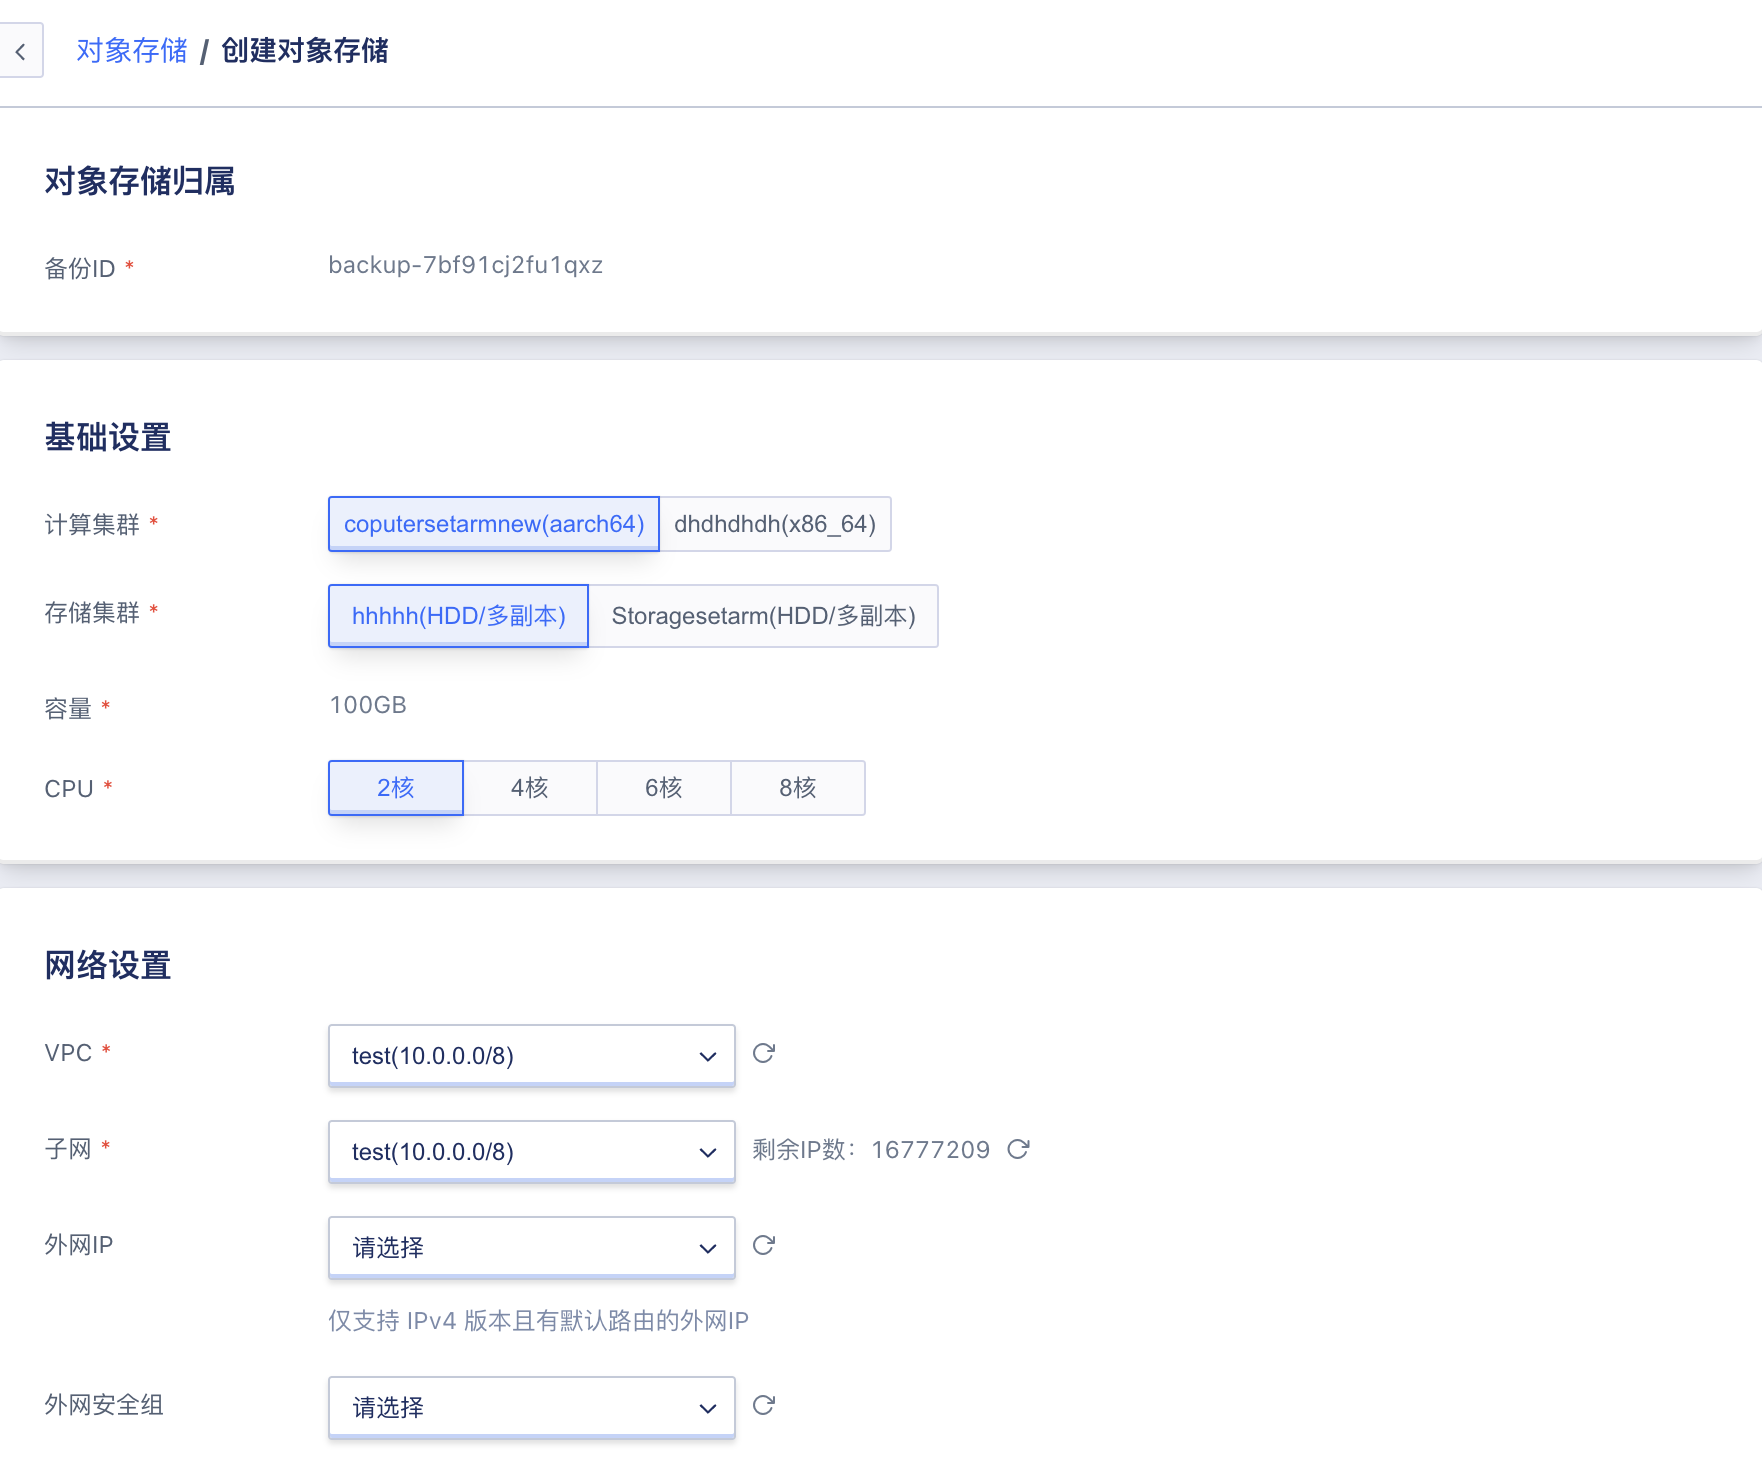 对象存储 / 创建对象存储
对象存储归属
备份ID * backup-7bf91cj2fu1qxz
基础设置
计算集群 * coputersetarmnew(aarch64) dhdhdhdh(x86_64)
存储集群 * hhhhh(HDD/多副本) Storagesetarm(HDD/多副本)
容量 * 100GB
CPU * 2核 4核 6核 8核
网络设置
VPC * test(10.0.0.0/8)
子网 * test(10.0.0.0/8) 剩余IP数： 16777209
外网IP 请选择
仅支持 IPv4 版本且有默认路由的外网IP
外网安全组 请选择